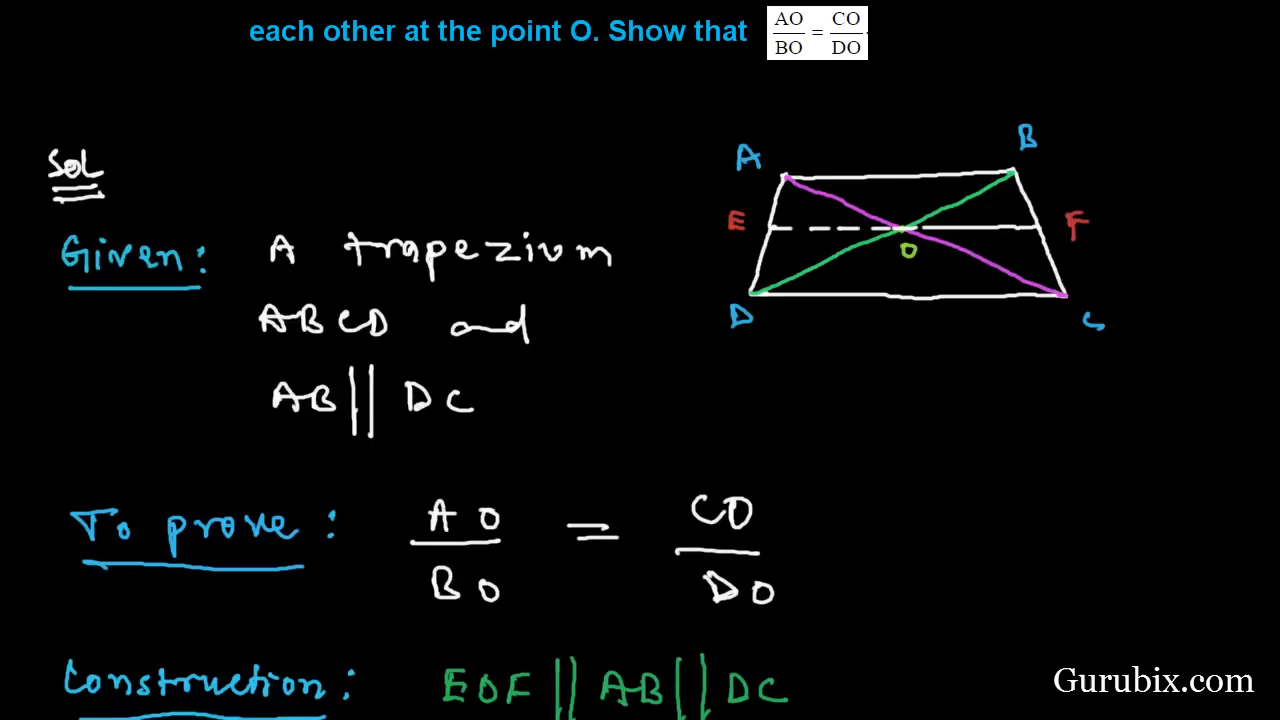 each other at the point O. Show that AO/BO = CO/DO.
Sol
Given: A trapezium
ABCD and
AB || DC
To prove: AO/BO = CO/DO
Construction: EOF || AB || DC
A
B
E
F
O
D
C
Gurubix.com